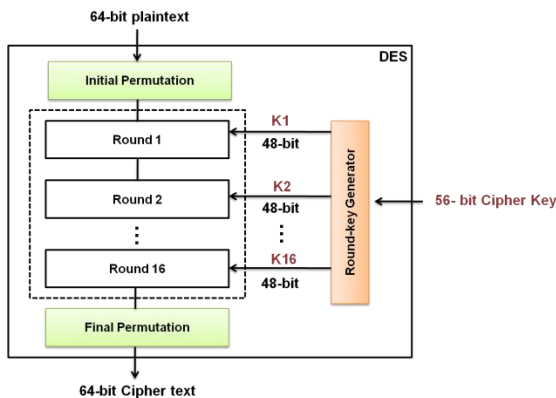 64-bit plaintext
DES
Initial Permutation
K1
Round 1
48-bit
K2
Round 2
48-bit
56- bit Cipher Key
Round-key Generator
K16
Round 16
48-bit
Final Permutation
64-bit Cipher text